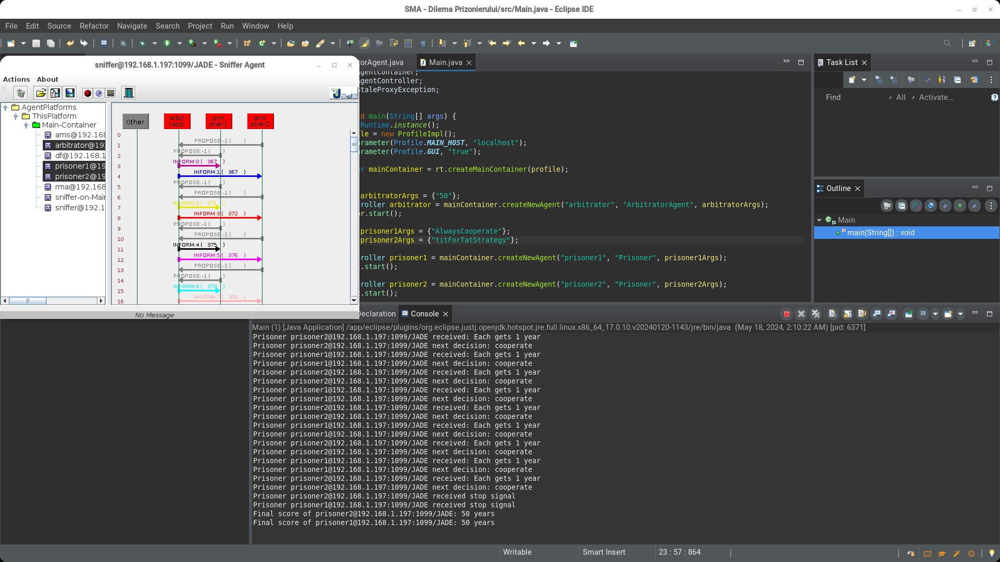 SMA - Dilema Prizonierului/src/Main.java - Eclipse IDE
File Edit Source Refactor Navigate Search Project Run Window Help
sniffer@192.168.1.197:1099/JADE - Sniffer Agent
Actions About
Jade
AgentPlatforms
ThisPlatform
Main-Container
ams@192.168
arbitrator@19
df@192.168.1
prisoner1@19
prisoner2@19
rma@192.168
sniffer-on-Mai
sniffer@192.1
Other
arbit
rator
pris
oner1
pris
oner2
0
PROPOSE:-1 ( )
1
PROPOSE:-1 ( )
2
INFORM:0 ( 367 )
3
INFORM:1 ( 367 )
4
PROPOSE:-1 ( )
5
PROPOSE:-1 ( )
6
INFORM:2 ( 371 )
7
INFORM:3 ( 372 )
8
PROPOSE:-1 ( )
9
PROPOSE:-1 ( )
10
INFORM:4 ( 375 )
11
INFORM:5 ( 376 )
12
PROPOSE:-1 ( )
13
PROPOSE:-1 ( )
14
INFORM:6 ( 379 )
15
INFORM:7 ( 380 )
16
No Message
orAgent.java
Main.java
gentContainer;
gentController;
taleProxyException;
d main(String[] args) {
Runtime.instance();
le = new ProfileImpl();
rameter(Profile.MAIN_HOST, "localhost");
rameter(Profile.GUI, "true");
r mainContainer = rt.createMainContainer(profile);
arbitratorArgs = {"50"};
troller arbitrator = mainContainer.createNewAgent("arbitrator", "ArbitratorAgent", arbitratorArgs);
r.start();
prisoner1Args = {"AlwaysCooperate"};
prisoner2Args = {"titForTatStrategy"};
troller prisoner1 = mainContainer.createNewAgent("prisoner1", "Prisoner", prisoner1Args);
.start();
troller prisoner2 = mainContainer.createNewAgent("prisoner2", "Prisoner", prisoner2Args);
.start();
Task List
Find All Activate...
Outline
Main
main(String[]) : void
Declaration
Console
Main (1) [Java Application] /app/eclipse/plugins/org.eclipse.justj.openjdk.hotspot.jre.full.linux.x86_64_17.0.10.v20240120-1143/jre/bin/java (May 18, 2024, 2:10:22 AM) [pid: 6371]
Prisoner prisoner2@192.168.1.197:1099/JADE received: Each gets 1 year
Prisoner prisoner2@192.168.1.197:1099/JADE next decision: cooperate
Prisoner prisoner1@192.168.1.197:1099/JADE received: Each gets 1 year
Prisoner prisoner1@192.168.1.197:1099/JADE next decision: cooperate
Prisoner prisoner2@192.168.1.197:1099/JADE received: Each gets 1 year
Prisoner prisoner2@192.168.1.197:1099/JADE next decision: cooperate
Prisoner prisoner1@192.168.1.197:1099/JADE received: Each gets 1 year
Prisoner prisoner1@192.168.1.197:1099/JADE next decision: cooperate
Prisoner prisoner2@192.168.1.197:1099/JADE received: Each gets 1 year
Prisoner prisoner2@192.168.1.197:1099/JADE next decision: cooperate
Prisoner prisoner1@192.168.1.197:1099/JADE received: Each gets 1 year
Prisoner prisoner1@192.168.1.197:1099/JADE next decision: cooperate
Prisoner prisoner2@192.168.1.197:1099/JADE received: Each gets 1 year
Prisoner prisoner2@192.168.1.197:1099/JADE next decision: cooperate
Prisoner prisoner1@192.168.1.197:1099/JADE received: Each gets 1 year
Prisoner prisoner1@192.168.1.197:1099/JADE next decision: cooperate
Prisoner prisoner2@192.168.1.197:1099/JADE received: Each gets 1 year
Prisoner prisoner2@192.168.1.197:1099/JADE next decision: cooperate
Prisoner prisoner2@192.168.1.197:1099/JADE received stop signal
Prisoner prisoner1@192.168.1.197:1099/JADE received stop signal
Final score of prisoner2@192.168.1.197:1099/JADE: 50 years
Final score of prisoner1@192.168.1.197:1099/JADE: 50 years
Writable Smart Insert 23 : 57 : 864